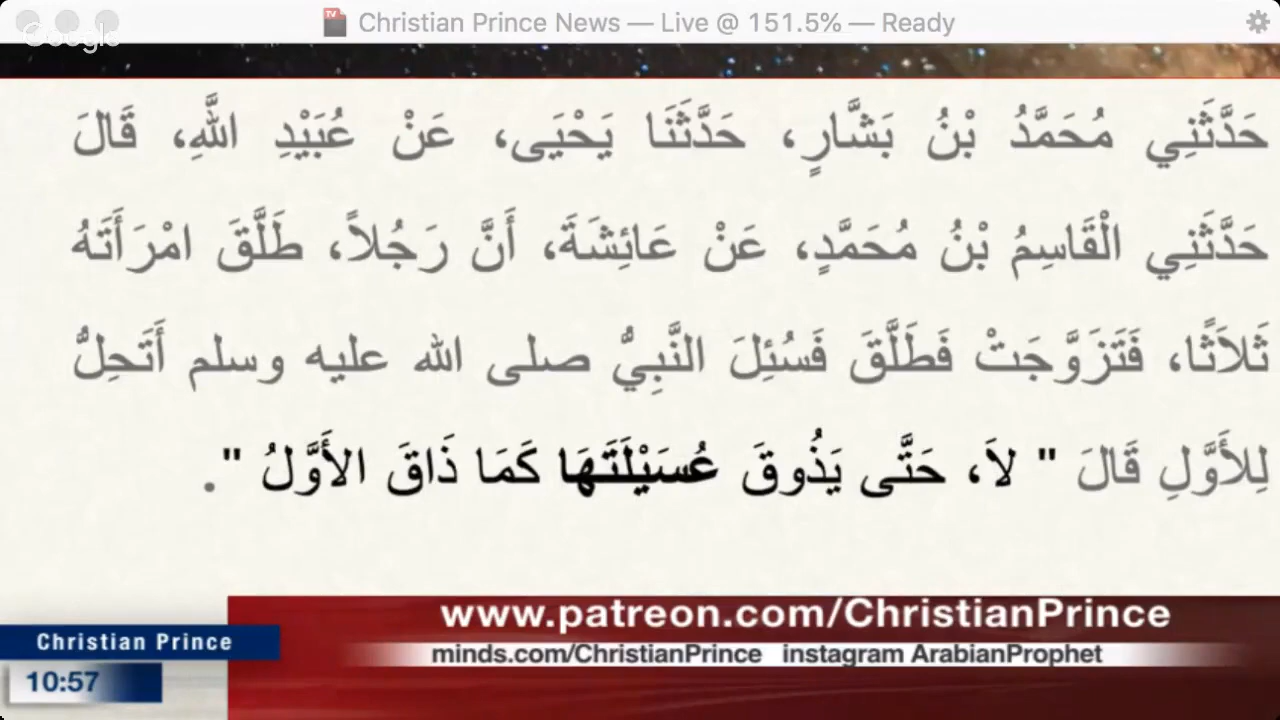 Google
Christian Prince News — Live @ 151.5% — Ready
حَدَّثَنِي مُحَمَّدُ بْنُ بَشَّارٍ، حَدَّثَنَا يَحْيَى، عَنْ عُبَيْدِ اللَّهِ، قَالَ
حَدَّثَنِي الْقَاسِمُ بْنُ مُحَمَّدٍ، عَنْ عَائِشَةَ، أَنَّ رَجُلاً، طَلَّقَ امْرَأَتَهُ
ثَلاَثًا، فَتَزَوَّجَتْ فَطَلَّقَ فَسُئِلَ النَّبِيُّ صلى الله عليه وسلم أَتَحِلُّ
لِلأَوَّلِ قَالَ " لاَ، حَتَّى يَذُوقَ عُسَيْلَتَهَا كَمَا ذَاقَ الأَوَّلُ ".
www.patreon.com/ChristianPrince
Christian Prince
minds.com/ChristianPrince instagram ArabianProphet
10:57